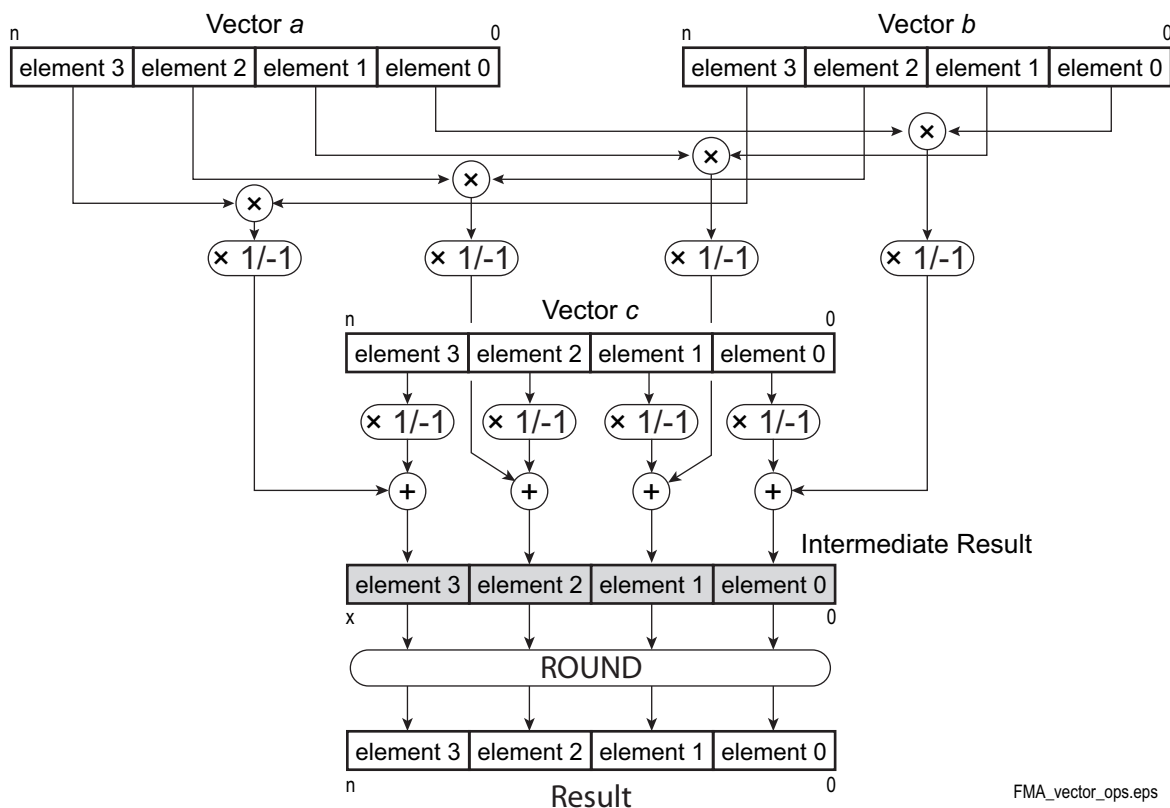 Vector a
Vector b
n 0 n 0
element 3 element 2 element 1 element 0 element 3 element 2 element 1 element 0
×
×
×
×
× 1/-1 × 1/-1 × 1/-1 × 1/-1
Vector c
n 0
element 3 element 2 element 1 element 0
× 1/-1 × 1/-1 × 1/-1 × 1/-1
+ + + +
Intermediate Result
element 3 element 2 element 1 element 0
x 0
ROUND
element 3 element 2 element 1 element 0
n 0
Result
FMA_vector_ops.eps